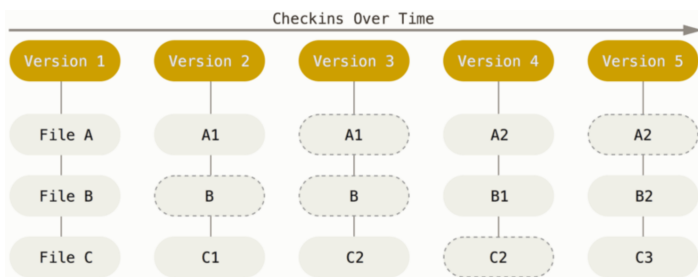 Checkins Over Time
Version 1 Version 2 Version 3 Version 4 Version 5
File A A1 A1 A2 A2
File B B B B1 B2
File C C1 C2 C2 C3